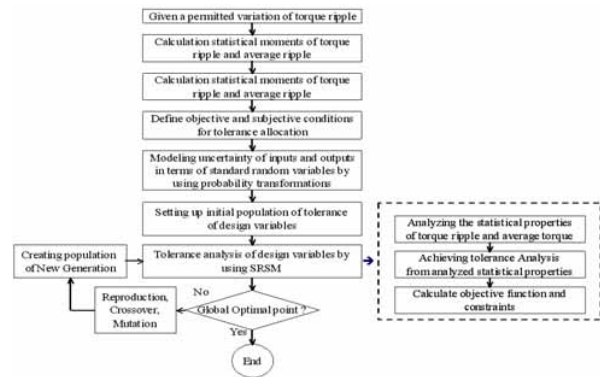 Given a permitted variation of torque ripple
Calculation statistical moments of torque
ripple and average ripple
Calculation statistical moments of torque
ripple and average ripple
Define objective and subjective conditions
for tolerance allocation
Modeling uncertainty of inputs and outputs
in terms of standard random variables by
using probability transformations
Setting up initial population of tolerance
of design variables
Creating population
of New Generation
Tolerance analysis of design variables by
using SRSM
Reproduction,
Crossover,
Mutation
No
Global Optimal point ?
Yes
End
Analyzing the statistical properties
of torque ripple and average torque
Achieving tolerance Analysis
from analyzed statistical properties
Calculate objective function and
constraints